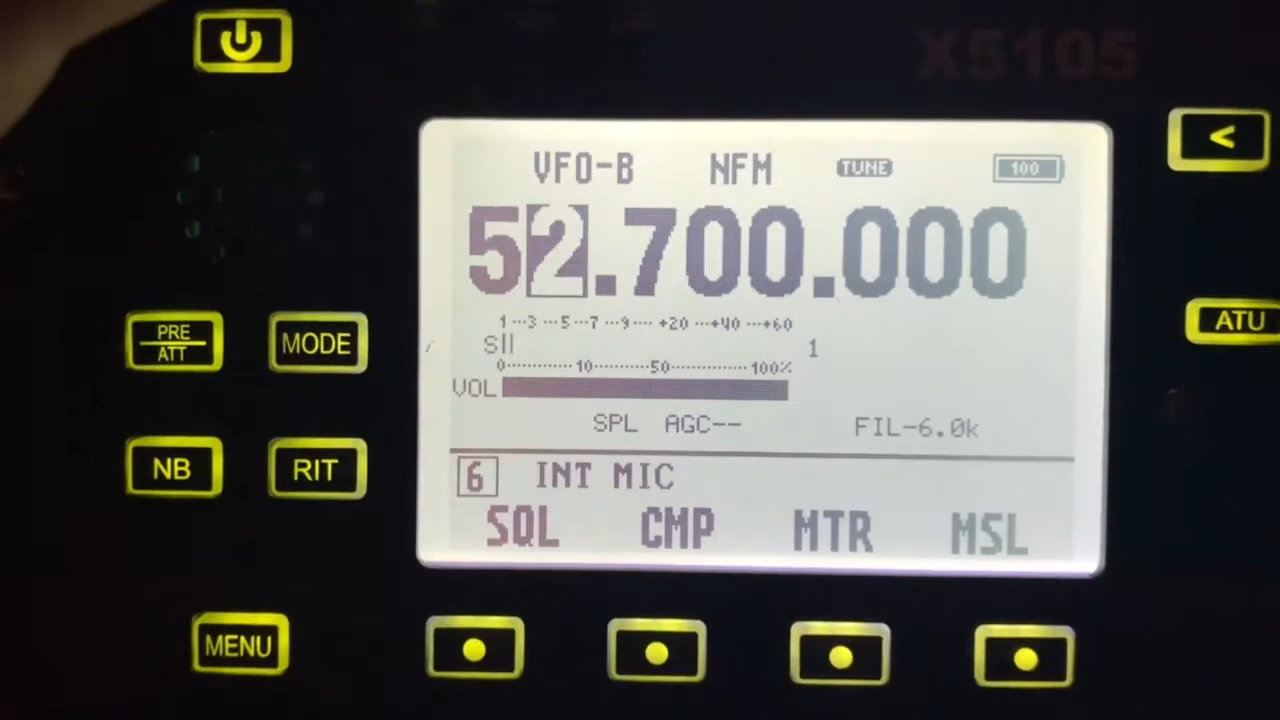 X5105
<
VFO-B NFM TUNE 100
52.700.000
1···3···5···7···9···· +20 ···+40 ···+60
S 1
0··········10··········50··········100%
VOL
SPL AGC-- FIL-6.0k
6 INT MIC
SQL CMP MTR MSL
PRE
ATT
MODE
NB
RIT
MENU
ATU